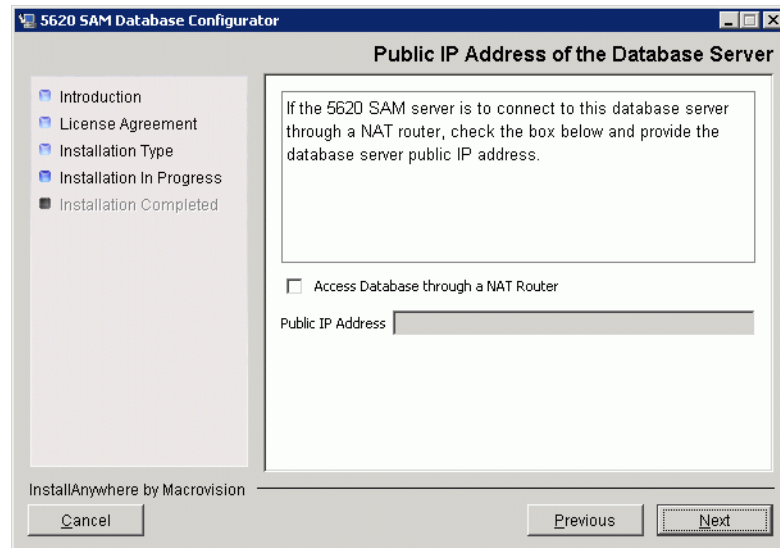 5620 SAM Database Configurator
Public IP Address of the Database Server
Introduction
License Agreement
Installation Type
Installation In Progress
Installation Completed
If the 5620 SAM server is to connect to this database server
through a NAT router, check the box below and provide the
database server public IP address.
Access Database through a NAT Router
Public IP Address
InstallAnywhere by Macrovision
Cancel
Previous
Next